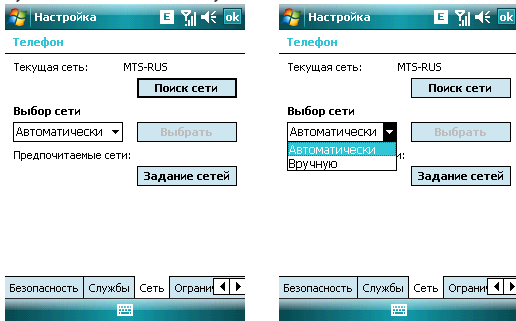 Настройка E ok
Телефон
Текущая сеть: MTS-RUS
Поиск сети
Выбор сети
Автоматически Выбрать
Предпочитаемые сети:
Задание сетей
Безопасность Службы Сеть Ограни
Настройка E ok
Телефон
Текущая сеть: MTS-RUS
Поиск сети
Выбор сети
Автоматически Выбрать
Автоматически
Вручную и:
Задание сетей
Безопасность Службы Сеть Ограни